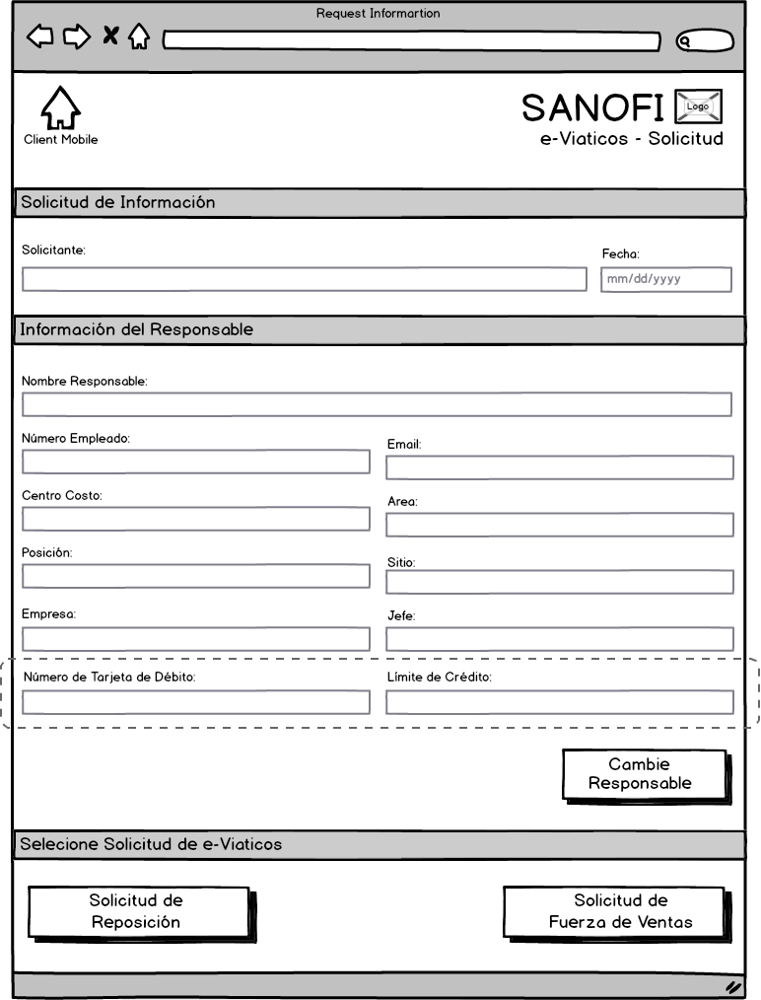 Request Informartion
Client Mobile
SANOFI
Logo
e-Viaticos - Solicitud
Solicitud de Información
Solicitante:
Fecha:
mm/dd/yyyy
Información del Responsable
Nombre Responsable:
Número Empleado:
Email:
Centro Costo:
Area:
Posición:
Sitio:
Empresa:
Jefe:
Número de Tarjeta de Débito:
Límite de Crédito:
Cambie
Responsable
Selecione Solicitud de e-Viaticos
Solicitud de
Reposición
Solicitud de
Fuerza de Ventas